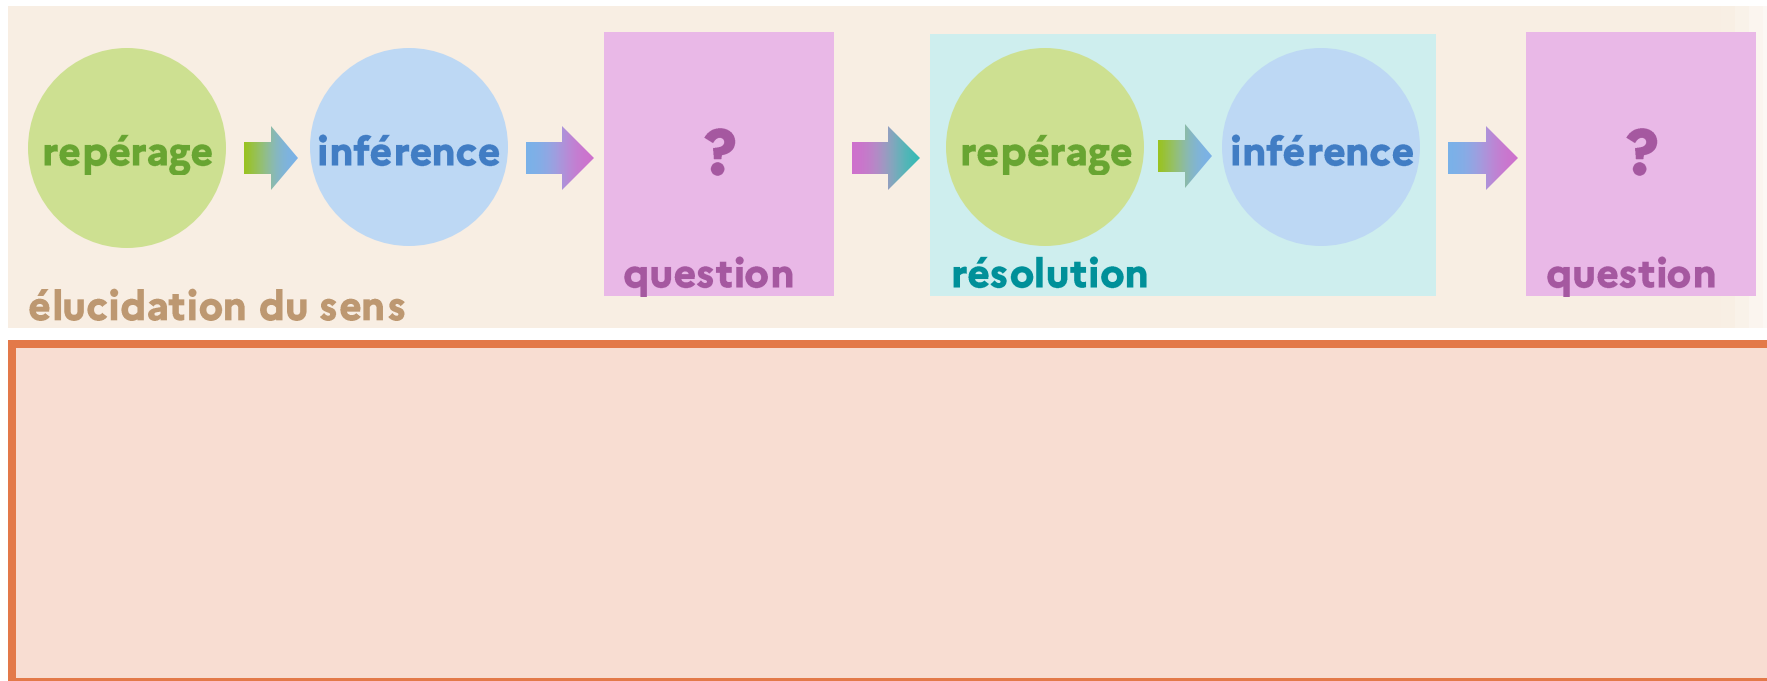 repérage
inférence
?
question
repérage
inférence
résolution
?
question
élucidation du sens